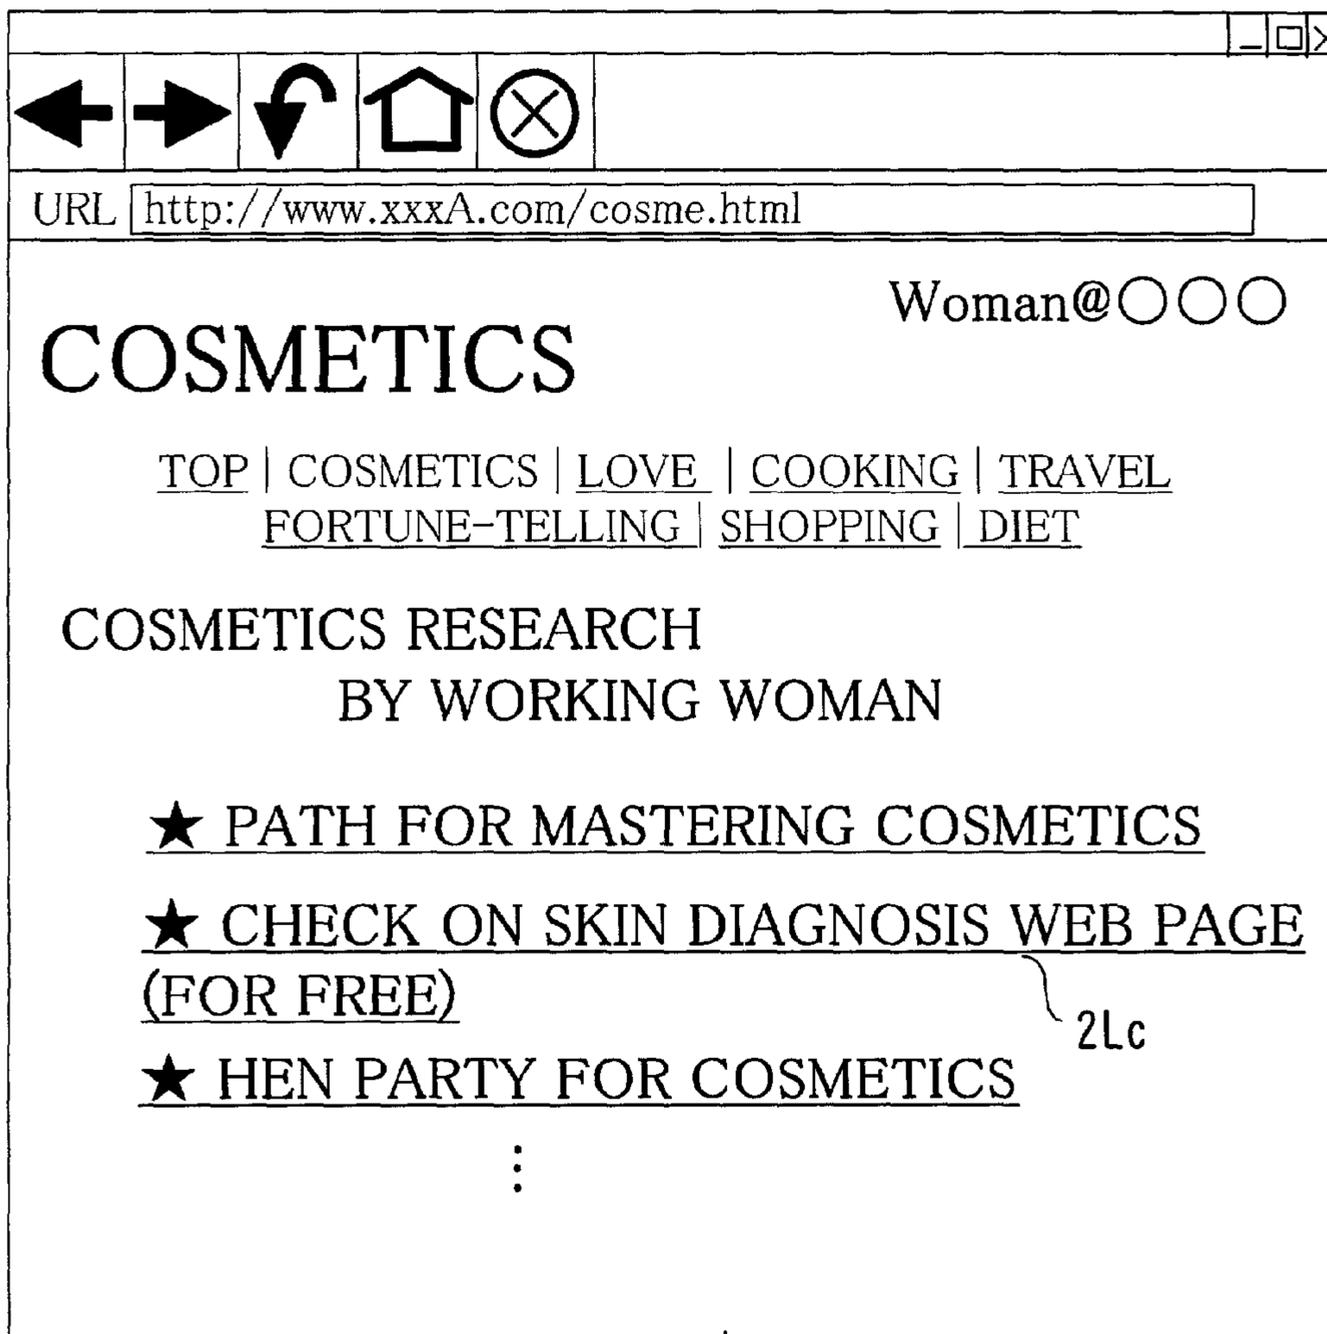 URL http://www.xxxA.com/cosme.html
Woman@○○○
COSMETICS
TOP | COSMETICS | LOVE | COOKING | TRAVEL
FORTUNE-TELLING | SHOPPING | DIET
COSMETICS RESEARCH
BY WORKING WOMAN
★ PATH FOR MASTERING COSMETICS
★ CHECK ON SKIN DIAGNOSIS WEB PAGE
(FOR FREE)
2Lc
★ HEN PARTY FOR COSMETICS
⋮